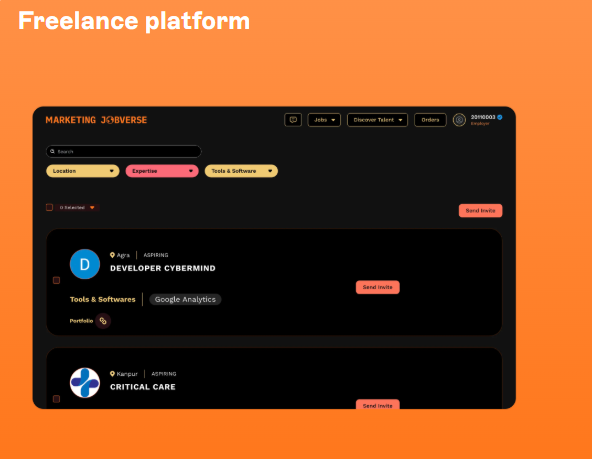 Freelance platform
MARKETING JOBVERSE
Jobs
Discover Talent
Orders
20110003
Employer
Search
Location
Expertise
Tools & Software
0 Selected
Send Invite
D
Agra
ASPIRING
DEVELOPER CYBERMIND
Send Invite
Tools & Softwares
Google Analytics
Portfolio
Kanpur
ASPIRING
CRITICAL CARE
Send Invite